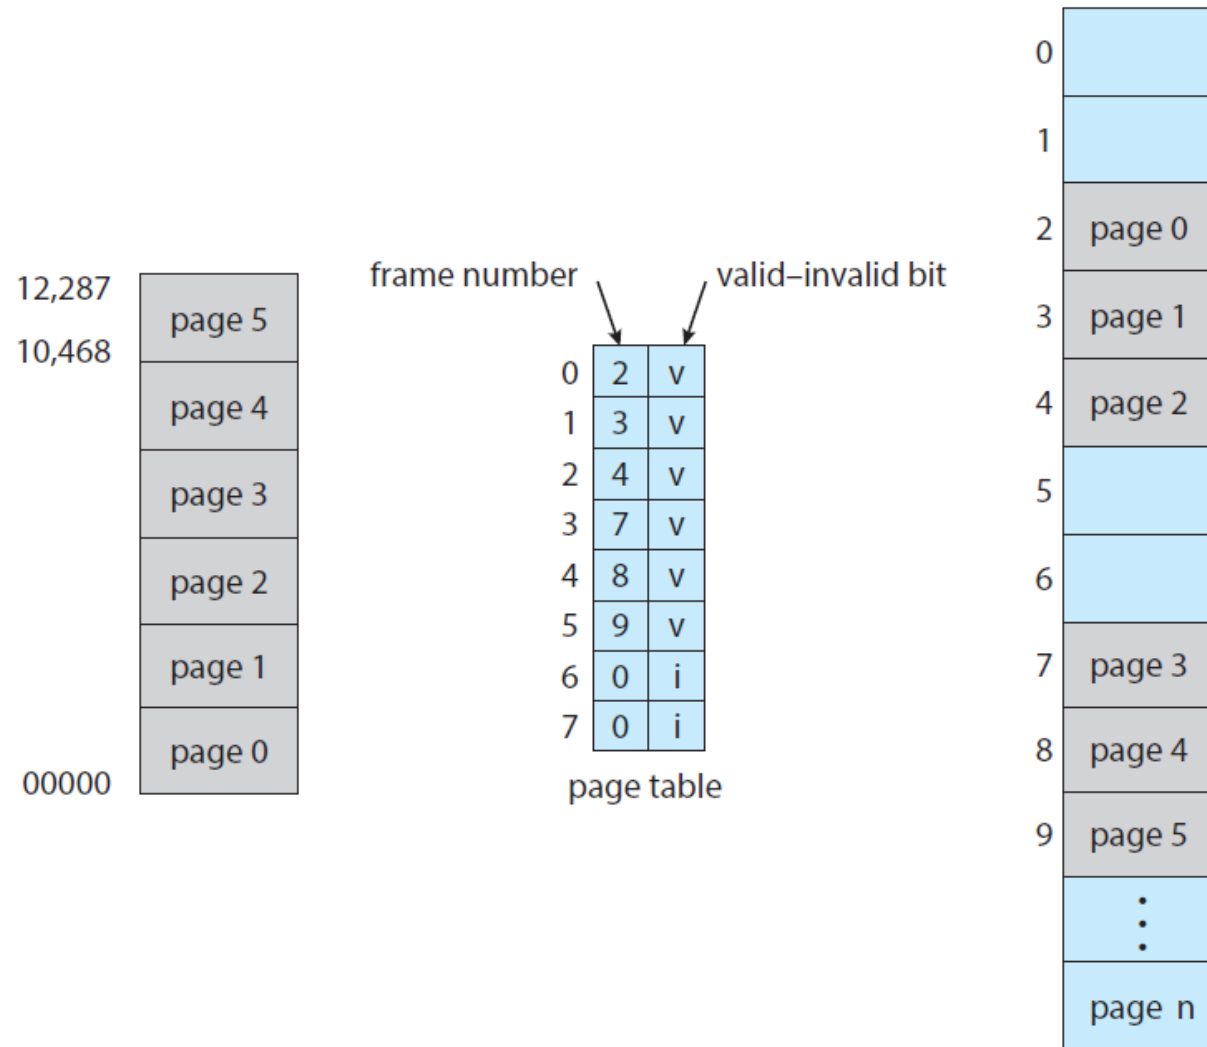 12,287
10,468
page 5
page 4
page 3
page 2
page 1
page 0
00000
frame number
valid–invalid bit
0 2 v
1 3 v
2 4 v
3 7 v
4 8 v
5 9 v
6 0 i
7 0 i
page table
0
1
2 page 0
3 page 1
4 page 2
5
6
7 page 3
8 page 4
9 page 5
page n